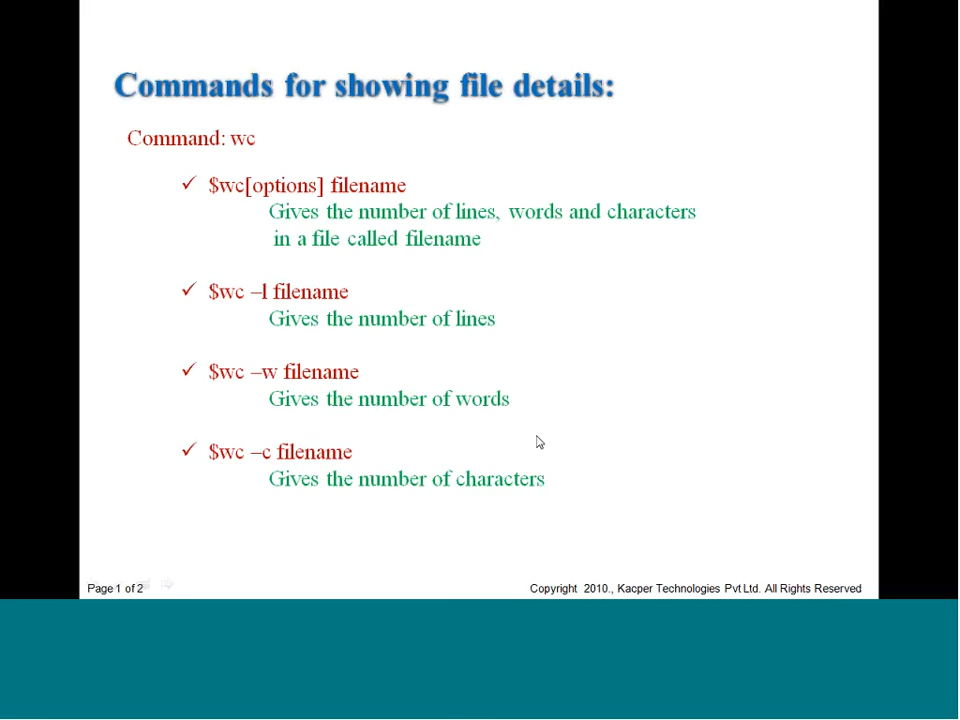 Commands for showing file details:
Command: wc
✓ $wc[options] filename
Gives the number of lines, words and characters
in a file called filename
✓ $wc –l filename
Gives the number of lines
✓ $wc –w filename
Gives the number of words
✓ $wc –c filename
Gives the number of characters
Page 1 of 2
Copyright 2010., Kacper Technologies Pvt Ltd. All Rights Reserved